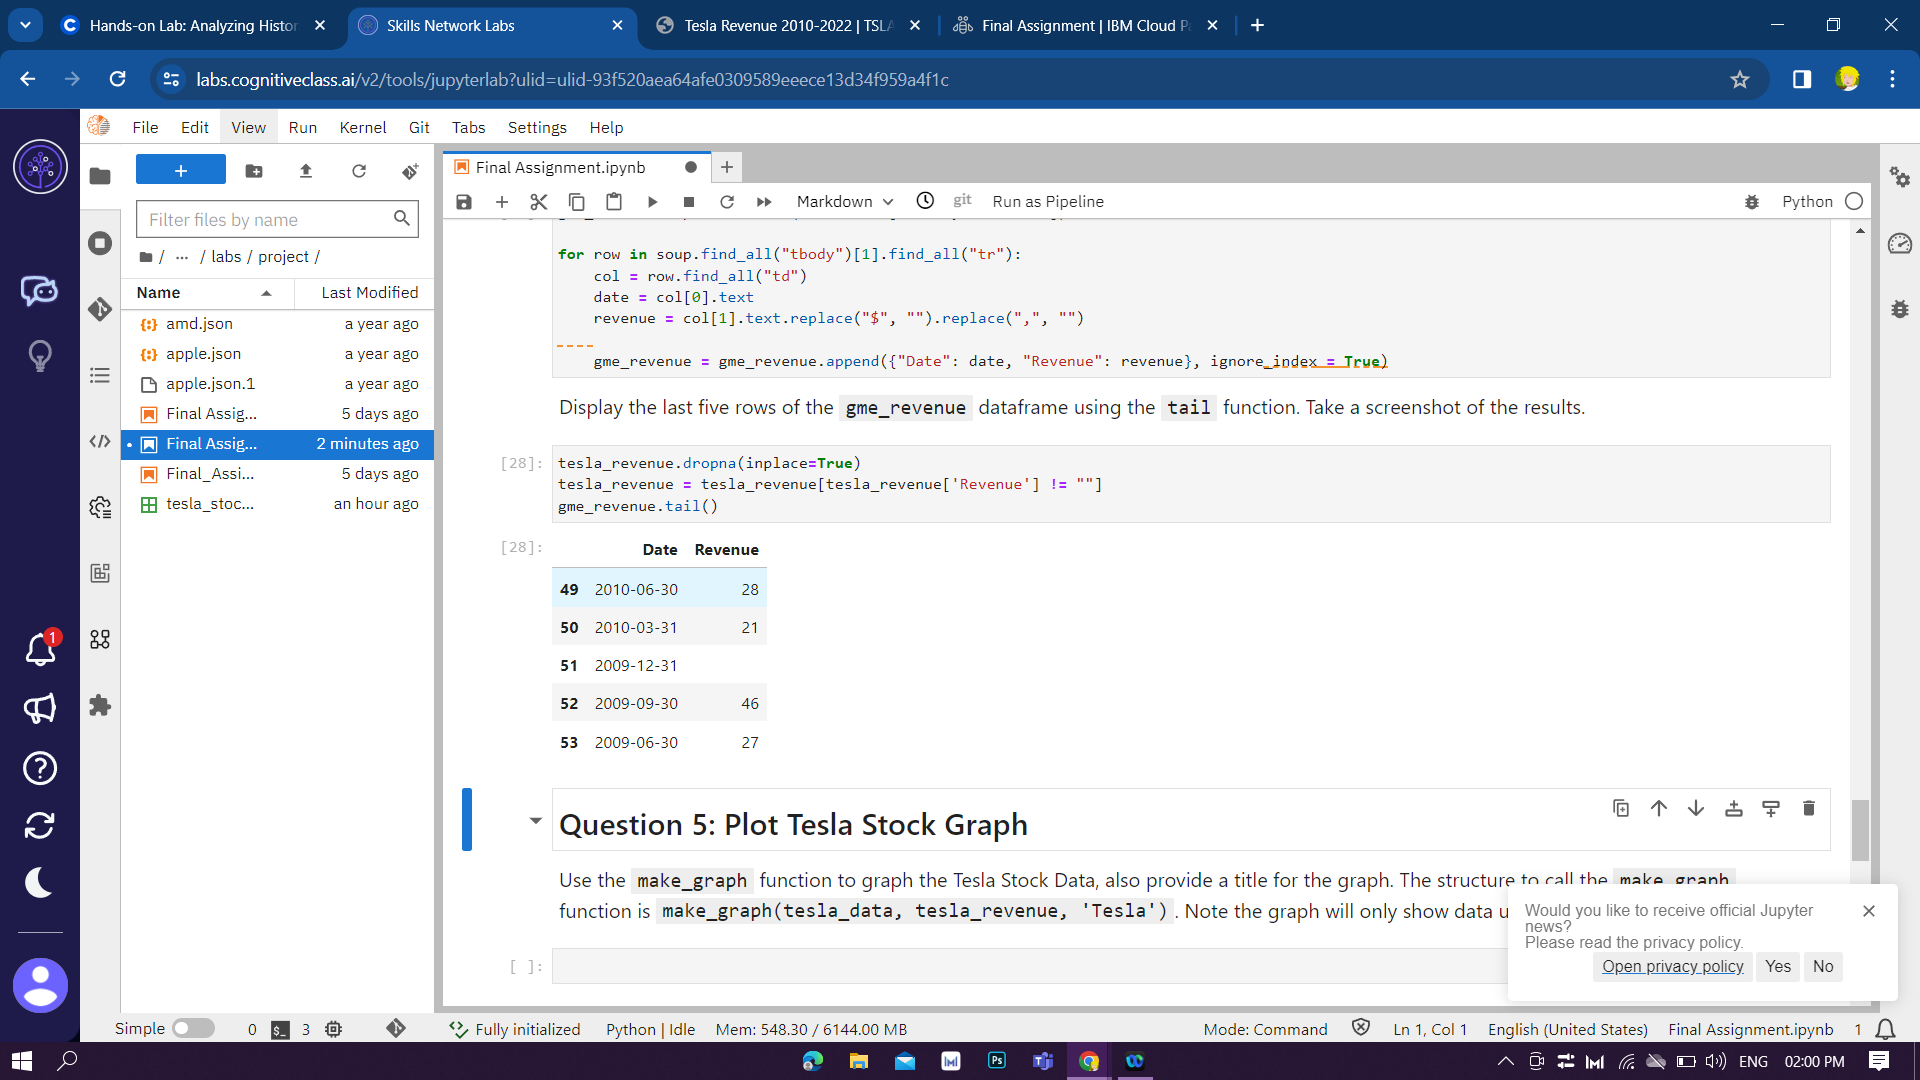 Hands-on Lab: Analyzing Histor
Skills Network Labs
Tesla Revenue 2010-2022 | TSLA
Final Assignment | IBM Cloud Pa
labs.cognitiveclass.ai/v2/tools/jupyterlab?ulid=ulid-93f520aea64afe0309589eeece13d34f959a4f1c
File Edit View Run Kernel Git Tabs Settings Help
Final Assignment.ipynb
Filter files by name
Markdown
git
Run as Pipeline
Python
/ ... / labs / project /
Name Last Modified
amd.json a year ago
apple.json a year ago
apple.json.1 a year ago
Final Assig... 5 days ago
Final Assig... 2 minutes ago
Final_Assi... 5 days ago
tesla_stoc... an hour ago
for row in soup.find_all("tbody")[1].find_all("tr"):
col = row.find_all("td")
date = col[0].text
revenue = col[1].text.replace("$", "").replace(",", "")
gme_revenue = gme_revenue.append({"Date": date, "Revenue": revenue}, ignore_index = True)
Display the last five rows of the gme_revenue dataframe using the tail function. Take a screenshot of the results.
[28]: tesla_revenue.dropna(inplace=True)
tesla_revenue = tesla_revenue[tesla_revenue['Revenue'] != ""]
gme_revenue.tail()
[28]: Date Revenue
49 2010-06-30 28
50 2010-03-31 21
51 2009-12-31
52 2009-09-30 46
53 2009-06-30 27
Question 5: Plot Tesla Stock Graph
Use the make_graph function to graph the Tesla Stock Data, also provide a title for the graph. The structure to call the make_graph
function is make_graph(tesla_data, tesla_revenue, 'Tesla'). Note the graph will only show data u
[ ]:
Would you like to receive official Jupyter
news?
Please read the privacy policy.
Open privacy policy Yes No
1
Simple 0 3 Fully initialized Python | Idle Mem: 548.30 / 6144.00 MB Mode: Command Ln 1, Col 1 English (United States) Final Assignment.ipynb 1
Ps
ENG 02:00 PM